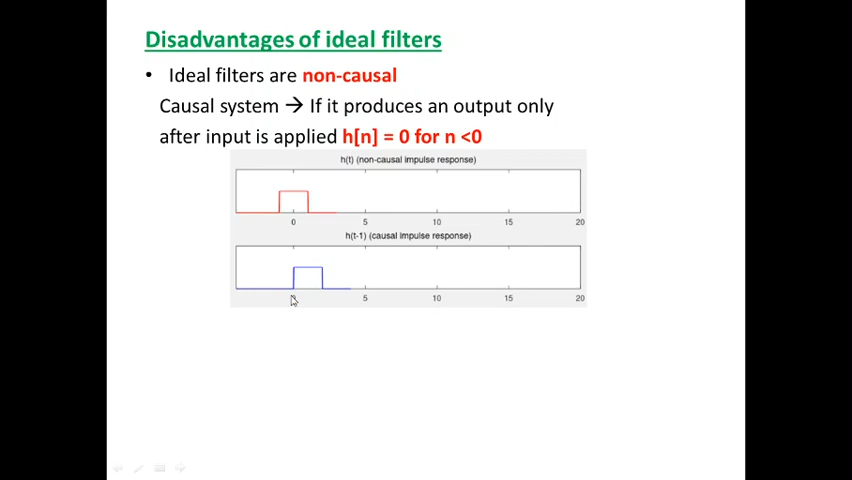 Disadvantages of ideal filters
• Ideal filters are non-causal
Causal system → If it produces an output only
after input is applied h[n] = 0 for n <0
h(t) (non-causal impulse response)
0 5 10 15 20
h(t-1) (causal impulse response)
5 10 15 20